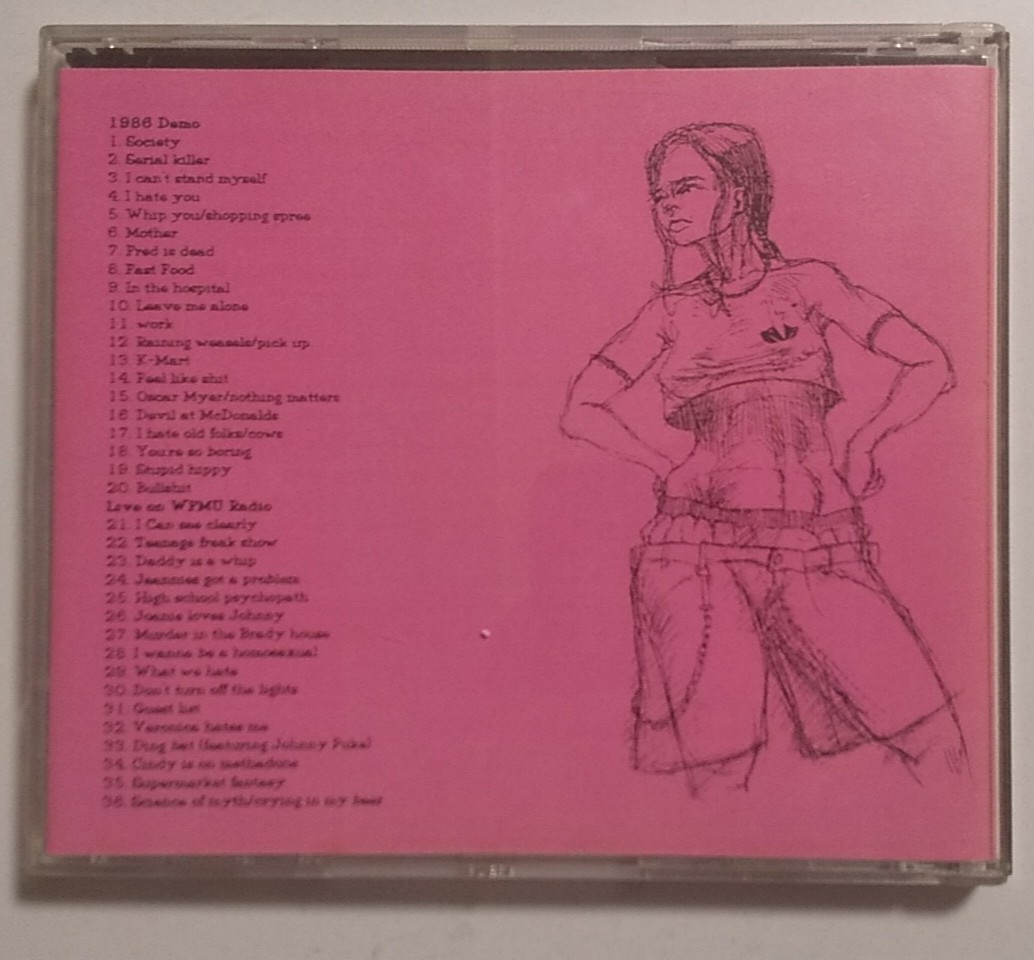 1986 Demo
1. Society
2. Serial killer
3. I can't stand myself
4. I hate you
5. Whip you/shopping spree
6. Mother
7. Fred is dead
8. Fast Food
9. In the hospital
10. Leave me alone
11. work
12. Raining weasels/pick up
13. K-Mart
14. Feel like shit
15. Oscar Myer/nothing matters
16. Devil at McDonalds
17. I hate old folks/cows
18. You're so boring
19. Stupid hippy
20. Bullshit
on WFMU Radio
21. I Can see clearly
22. Teenage freak show
23. Daddy is a whip
24. Jeannies got a problem
25. High school psychopath
26. Joanie loves Johnny
27. Murder in the Brady house
28. I wanna be a homosexual
29. What we hate
30. Don't turn off the lights
31. Guest list
32. Veronica hates me
33. Ding bat (featuring Johnny Puke)
34. Cindy is on methadone
35. Supermarket fantasy
36. Science of myth/crying in my beer